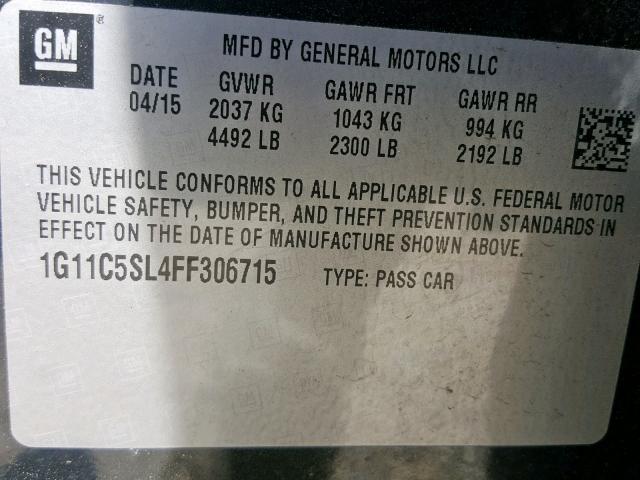 GM ®
MFD BY GENERAL MOTORS LLC
DATE GVWR GAWR FRT GAWR RR
04/15 2037 KG 1043 KG 994 KG
4492 LB 2300 LB 2192 LB
THIS VEHICLE CONFORMS TO ALL APPLICABLE U.S. FEDERAL MOTOR
VEHICLE SAFETY, BUMPER, AND THEFT PREVENTION STANDARDS IN
EFFECT ON THE DATE OF MANUFACTURE SHOWN ABOVE.
1G11C5SL4FF306715 TYPE: PASS CAR